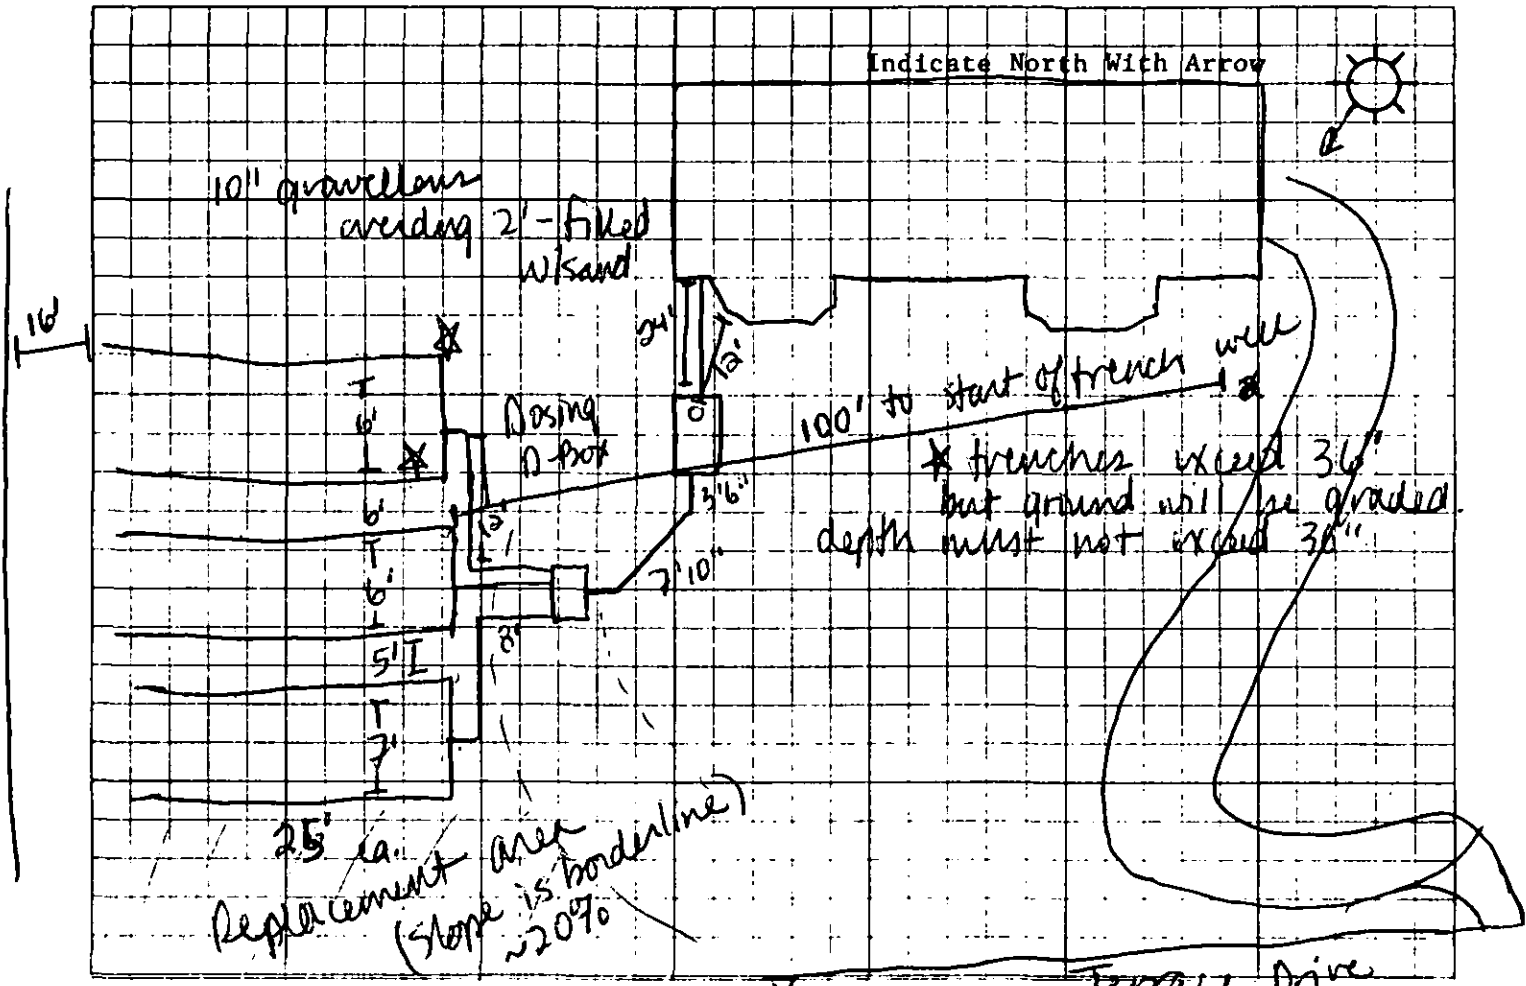 Indicate North With Arrow
10" gravelless
overlding 2'-filled
w/sand
16'
24'
12'
6'
Dosing
D-Box
100' to start of trench well
* trenches exceed 36"
but ground will be graded.
depth must not exceed 36"
3'6"
6'
12'
7'10"
6'
8'
5'
7'
25' ea.
Replacement area
(slope is borderline)
~20%
Drive